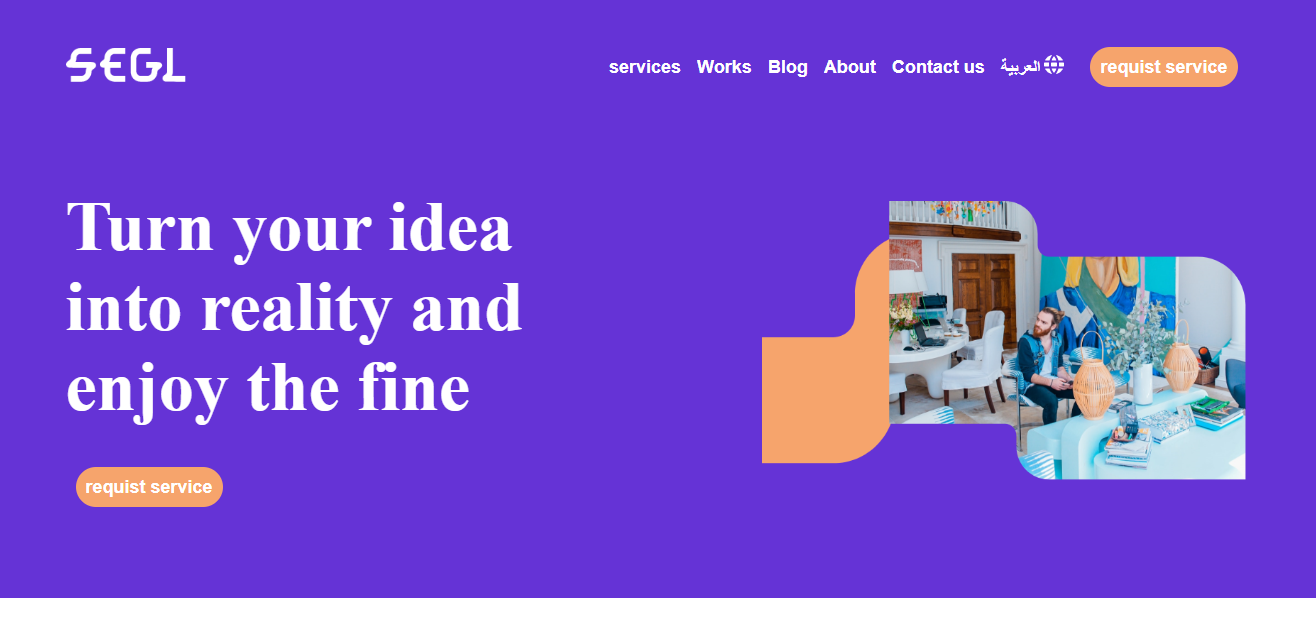 SEGL
services Works Blog About Contact us العربية requist service
Turn your idea
into reality and
enjoy the fine
requist service